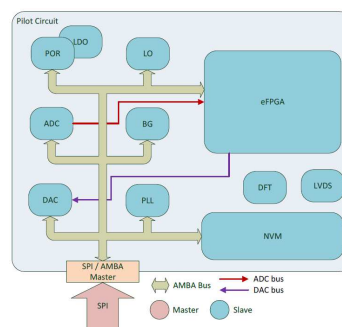 Pilot Circuit
LDO
POR
LO
eFPGA
ADC
BG
DAC
PLL
DFT
LVDS
NVM
SPI / AMBA
Master
SPI
AMBA Bus
ADC bus
DAC bus
Master
Slave